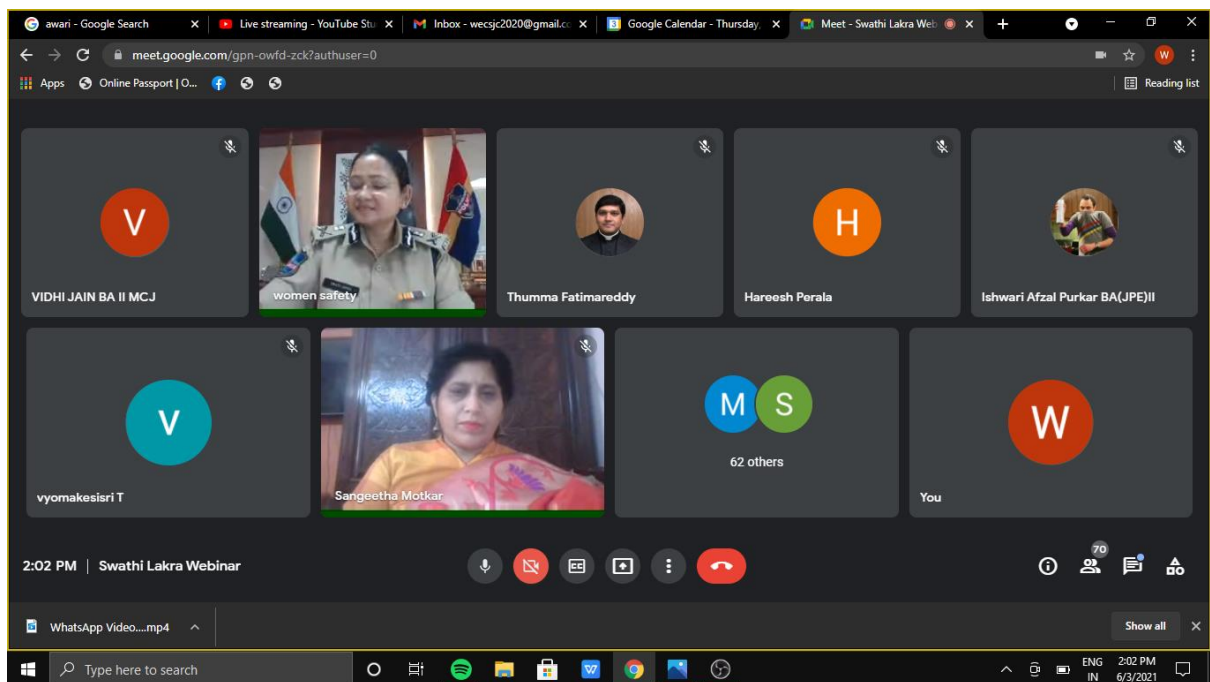 awari - Google Search
Live streaming - YouTube Stu
Inbox - wecsjc2020@gmail.cc
Google Calendar - Thursday,
Meet - Swathi Lakra Web
meet.google.com/gpn-owfd-zck?authuser=0
W
Apps
Online Passport | O...
Reading list
V
VIDHI JAIN BA II MCJ
women safety
Thumma Fatimareddy
H
Hareesh Perala
Ishwari Afzal Purkar BA(JPE)II
V
vyomakesisri T
Sangeetha Motkar
M S
62 others
W
You
2:02 PM | Swathi Lakra Webinar
CC
70
WhatsApp Video....mp4
Show all
Type here to search
ENG
IN
2:02 PM
6/3/2021